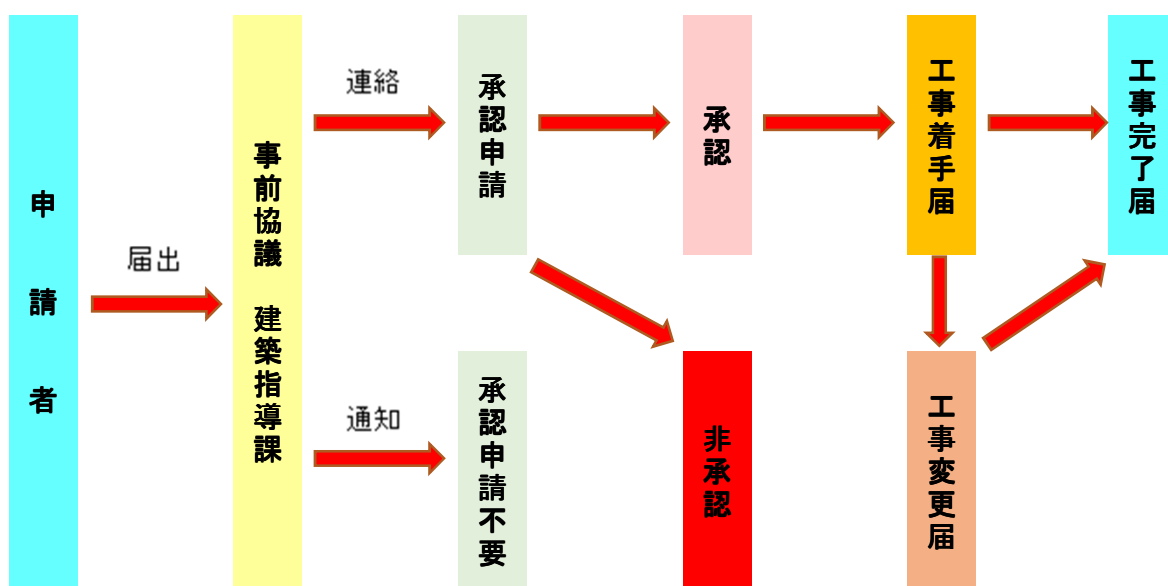 申請者
届出
事前協議　建築指導課
連絡
通知
承認申請
承認申請不要
承認
非承認
工事着手届
工事変更届
工事完了届